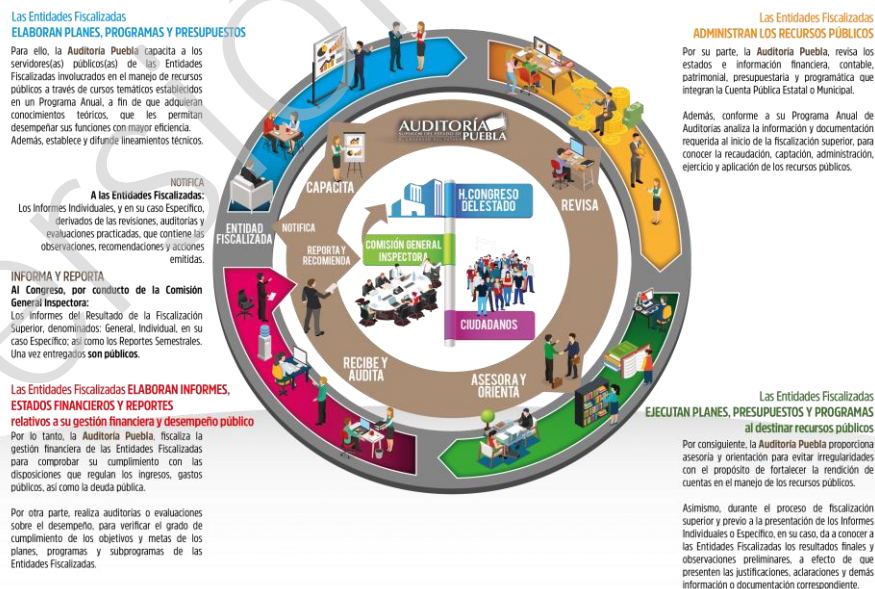 Las Entidades Fiscalizadas
ELABORAN PLANES, PROGRAMAS Y PRESUPUESTOS
Para ello, la Auditoría Puebla capacita a los
servidores(as) públicos(as) de las Entidades
Fiscalizadas involucrados en el manejo de recursos
públicos a través de cursos temáticos establecidos
en un Programa Anual, a fin de que adquieran
conocimientos teóricos, que les permitan
desempeñar sus funciones con mayor eficiencia.
Además, establece y difunde lineamientos técnicos.
NOTIFICA
A las Entidades Fiscalizadas:
Los Informes Individuales, y en su caso Específico,
derivados de las revisiones, auditorías y
evaluaciones practicadas, que contiene las
observaciones, recomendaciones y acciones
emitidas.
INFORMA Y REPORTA
Al Congreso, por conducto de la Comisión
General Inspectora:
Los informes del Resultado de la Fiscalización
Superior, denominados: General, Individual, en su
caso Específico; así como los Reportes Semestrales.
Una vez entregados son públicos.
Las Entidades Fiscalizadas ELABORAN INFORMES,
ESTADOS FINANCIEROS Y REPORTES
relativos a su gestión financiera y desempeño público
Por lo tanto, la Auditoría Puebla, fiscaliza la
gestión financiera de las Entidades Fiscalizadas
para comprobar su cumplimiento con las
disposiciones que regulan los ingresos, gastos
públicos, así como la deuda pública.
Por otra parte, realiza auditorías o evaluaciones
sobre el desempeño, para verificar el grado de
cumplimiento de los objetivos y metas de los
planes, programas y subprogramas de las
Entidades Fiscalizadas.
AUDITORÍA
PUEBLA
CAPACITA
REVISA
H. CONGRESO
DEL ESTADO
ENTIDAD
FISCALIZADA
NOTIFICA
REPORTA Y
RECOMIENDA
COMISIÓN GENERAL
INSPECTORA
CIUDADANOS
RECIBE Y
AUDITA
ASESORA Y
ORIENTA
Las Entidades Fiscalizadas
ADMINISTRAN LOS RECURSOS PÚBLICOS
Por su parte, la Auditoría Puebla, revisa los
estados e información financiera, contable,
patrimonial, presupuestaria y programática que
integran la Cuenta Pública Estatal o Municipal.
Además, conforme a su Programa Anual de
Auditorías analiza la información y documentación
requerida al inicio de la fiscalización superior, para
conocer la recaudación, captación, administración,
ejercicio y aplicación de los recursos públicos.
Las Entidades Fiscalizadas
EJECUTAN PLANES, PRESUPUESTOS Y PROGRAMAS
al destinar recursos públicos
Por consiguiente, la Auditoría Puebla proporciona
asesoría y orientación para evitar irregularidades
con el propósito de fortalecer la rendición de
cuentas en el manejo de los recursos públicos.
Asimismo, durante el proceso de fiscalización
superior y previo a la presentación de los Informes
Individuales o Específico, en su caso, da a conocer a
las Entidades Fiscalizadas los resultados finales y
observaciones preliminares, a efecto de que
presenten las justificaciones, aclaraciones y demás
información o documentación correspondiente.